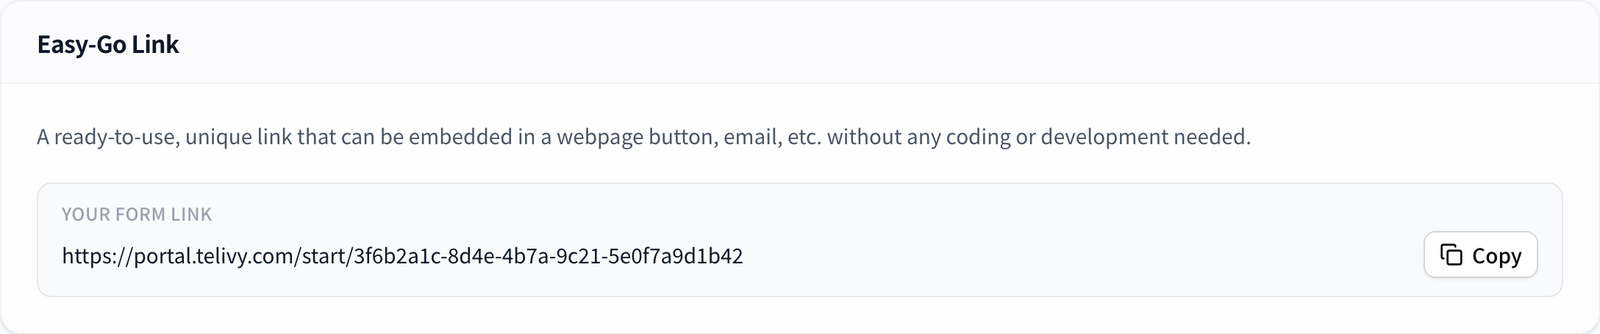 Easy-Go Link
A ready-to-use, unique link that can be embedded in a webpage button, email, etc. without any coding or development needed.
YOUR FORM LINK
https://portal.telivy.com/start/3f6b2a1c-8d4e-4b7a-9c21-5e0f7a9d1b42
Copy